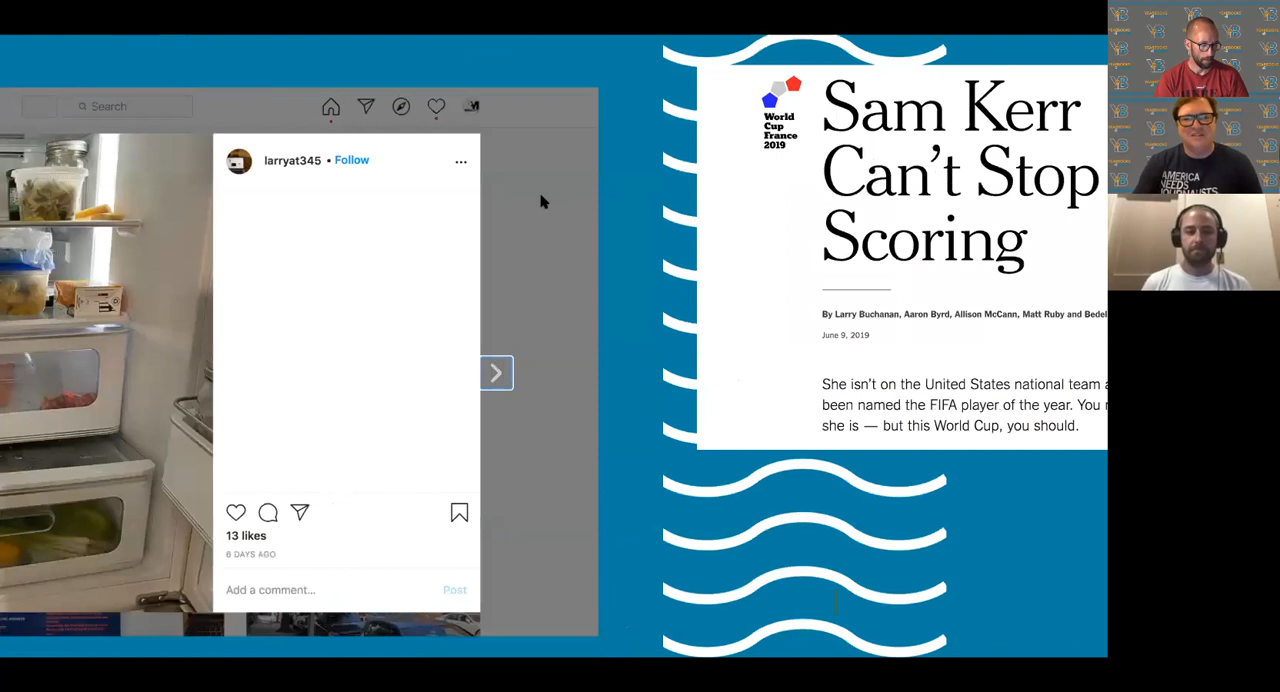 Search
larryat345 • Follow
13 likes
6 DAYS AGO
Add a comment... Post
World
Cup
France
2019
Sam Kerr
Can't Stop
Scoring
By Larry Buchanan, Aaron Byrd, Allison McCann, Matt Ruby and Bedel
June 9, 2019
She isn't on the United States national team a
been named the FIFA player of the year. You
she is — but this World Cup, you should.
YB
AMERICA
NEEDS
JOURNALISTS